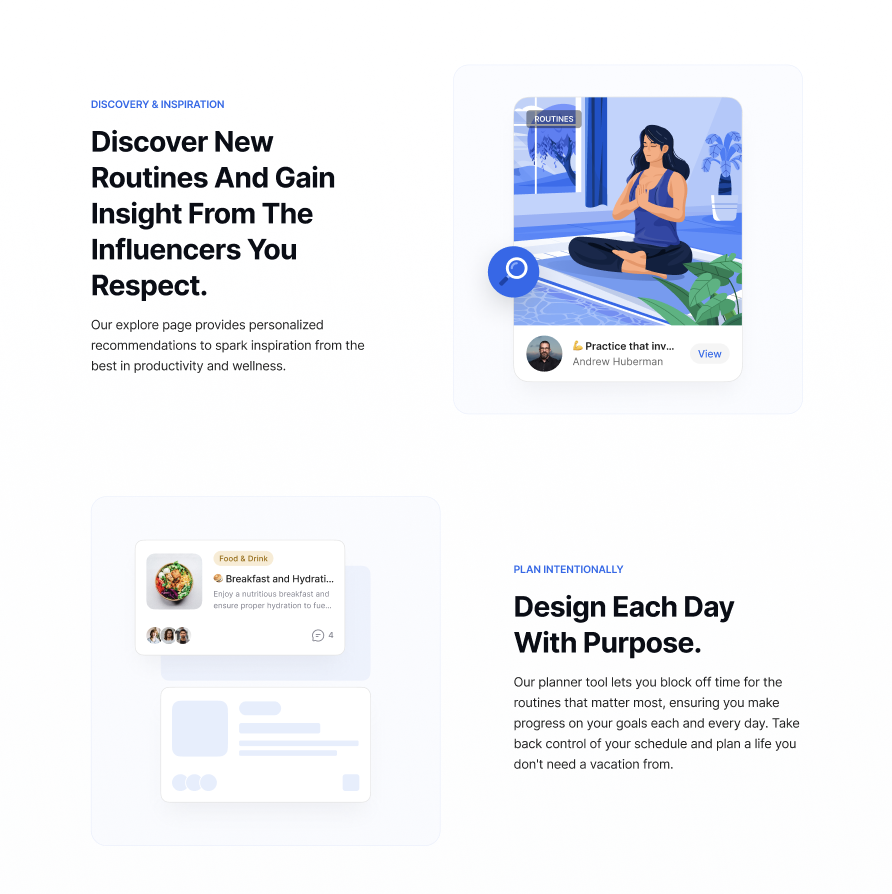 DISCOVERY & INSPIRATION
Discover New
Routines And Gain
Insight From The
Influencers You
Respect.
Our explore page provides personalized
recommendations to spark inspiration from the
best in productivity and wellness.
ROUTINES
💪 Practice that inv...
Andrew Huberman
View
Food & Drink
Breakfast and Hydrati...
Enjoy a nutritious breakfast and
ensure proper hydration to fue...
4
PLAN INTENTIONALLY
Design Each Day
With Purpose.
Our planner tool lets you block off time for the
routines that matter most, ensuring you make
progress on your goals each and every day. Take
back control of your schedule and plan a life you
don't need a vacation from.